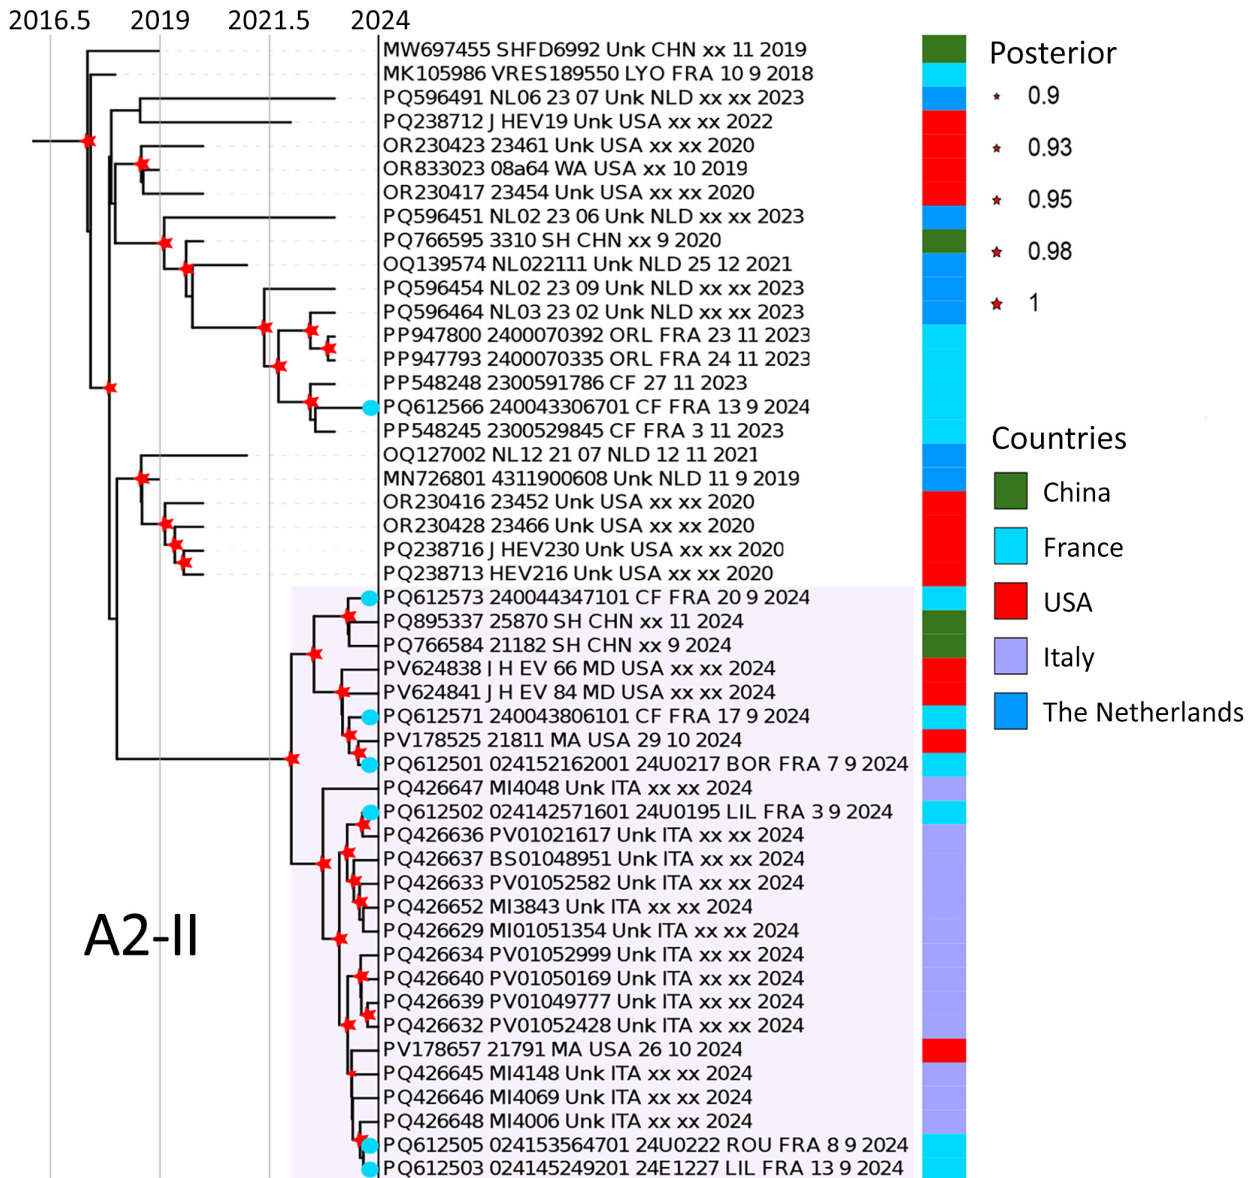 2016.5 2019 2021.5 2024
MW697455 SHFD6992 Unk CHN xx 11 2019
MK105986 VRES189550 LYO FRA 10 9 2018
PQ596491 NL06 23 07 Unk NLD xx xx 2023
PQ238712 J HEV19 Unk USA xx xx 2022
OR230423 23461 Unk USA xx xx 2020
OR833023 08a64 WA USA xx 10 2019
OR230417 23454 Unk USA xx xx 2020
PQ596451 NL02 23 06 Unk NLD xx xx 2023
PQ766595 3310 SH CHN xx 9 2020
OQ139574 NL022111 Unk NLD 25 12 2021
PQ596454 NL02 23 09 Unk NLD xx xx 2023
PQ596464 NL03 23 02 Unk NLD xx xx 2023
PP947800 2400070392 ORL FRA 23 11 2023
PP947793 2400070335 ORL FRA 24 11 2023
PP548248 2300591786 CF 27 11 2023
PQ612566 240043306701 CF FRA 13 9 2024
PP548245 2300529845 CF FRA 3 11 2023
OQ127002 NL12 21 07 NLD 12 11 2021
MN726801 4311900608 Unk NLD 11 9 2019
OR230416 23452 Unk USA xx xx 2020
OR230428 23466 Unk USA xx xx 2020
PQ238716 J HEV230 Unk USA xx xx 2020
PQ238713 HEV216 Unk USA xx xx 2020
PQ612573 240044347101 CF FRA 20 9 2024
PQ895337 25870 SH CHN xx 11 2024
PQ766584 21182 SH CHN xx 9 2024
PV624838 J H EV 66 MD USA xx xx 2024
PV624841 J H EV 84 MD USA xx xx 2024
PQ612571 240043806101 CF FRA 17 9 2024
PV178525 21811 MA USA 29 10 2024
PQ612501 024152162001 24U0217 BOR FRA 7 9 2024
PQ426647 MI4048 Unk ITA xx xx 2024
PQ612502 024142571601 24U0195 LIL FRA 3 9 2024
PQ426636 PV01021617 Unk ITA xx xx 2024
PQ426637 BS01048951 Unk ITA xx xx 2024
PQ426633 PV01052582 Unk ITA xx xx 2024
PQ426652 MI3843 Unk ITA xx xx 2024
PQ426629 MI01051354 Unk ITA xx xx 2024
PQ426634 PV01052999 Unk ITA xx xx 2024
PQ426640 PV01050169 Unk ITA xx xx 2024
PQ426639 PV01049777 Unk ITA xx xx 2024
PQ426632 PV01052428 Unk ITA xx xx 2024
PV178657 21791 MA USA 26 10 2024
PQ426645 MI4148 Unk ITA xx xx 2024
PQ426646 MI4069 Unk ITA xx xx 2024
PQ426648 MI4006 Unk ITA xx xx 2024
PQ612505 024153564701 24U0222 ROU FRA 8 9 2024
PQ612503 024145249201 24E1227 LIL FRA 13 9 2024
A2-II
Posterior
0.9
0.93
0.95
0.98
1
Countries
China
France
USA
Italy
The Netherlands